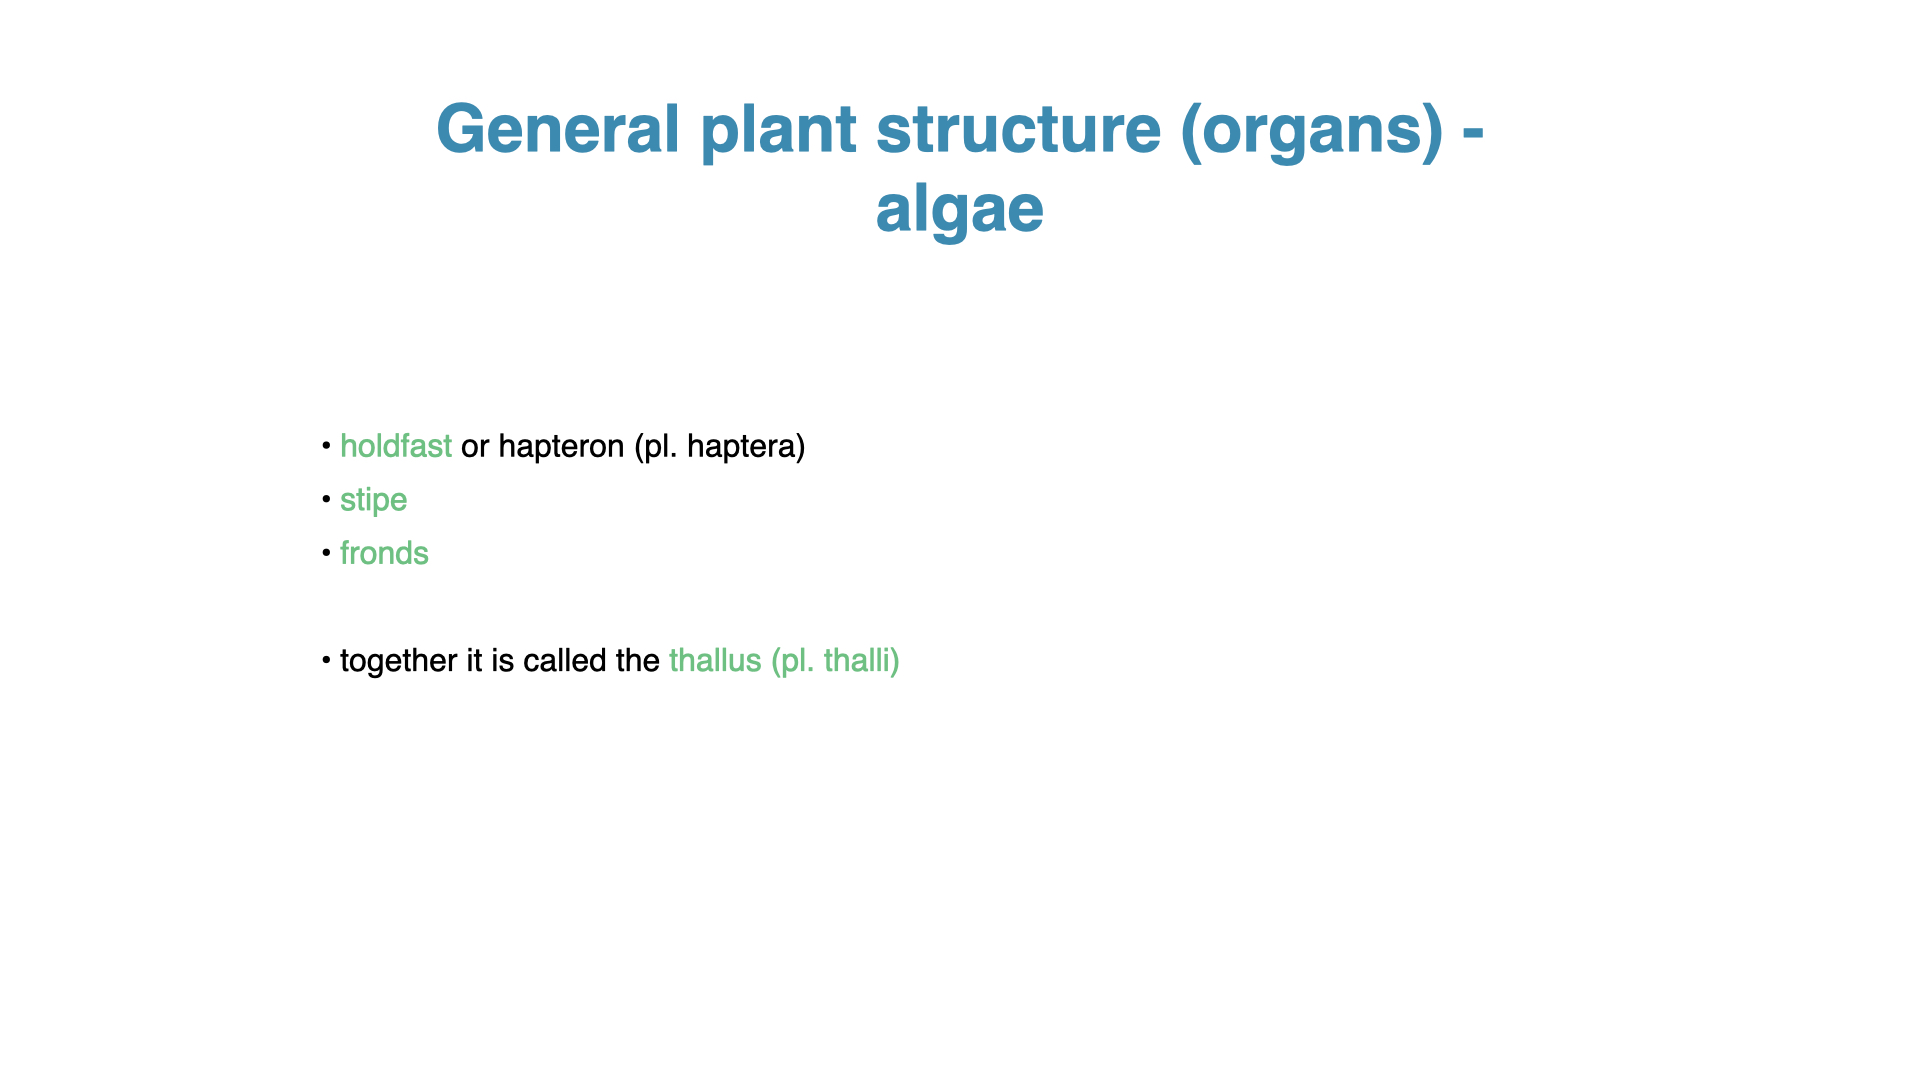 General plant structure (organs) -
algae
• holdfast or hapteron (pl. haptera)
• stipe
• fronds
• together it is called the thallus (pl. thalli)